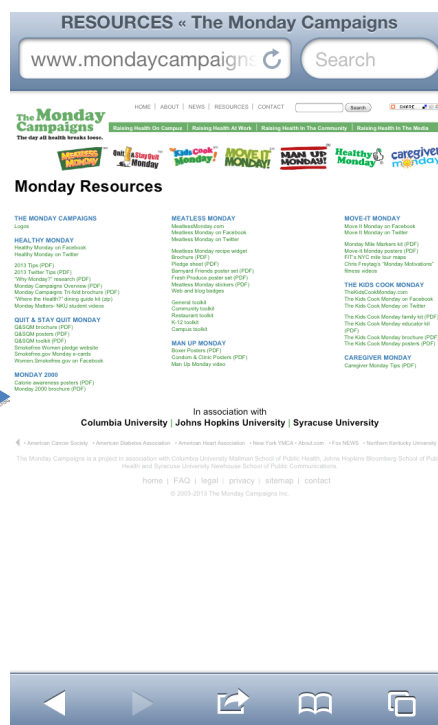 RESOURCES « The Monday Campaigns
www.mondaycampaigns
Search
HOME | ABOUT | NEWS | RESOURCES | CONTACT
Search
SHARE
The Monday
Campaigns
The day all health breaks loose.
Raising Health On Campus | Raising Health At Work | Raising Health In The Community | Raising Health In The Media
MEATLESS MONDAY
Quit & Stay Quit Monday
Kids Cook Monday!
MOVE IT MONDAY!
MAN UP MONDAY!
Healthy Monday
caregiver monday
Monday Resources
THE MONDAY CAMPAIGNS
Logos
HEALTHY MONDAY
Healthy Monday on Facebook
Healthy Monday on Twitter
2013 Tips (PDF)
2013 Twitter Tips (PDF)
"Why Monday?" research (PDF)
Monday Campaigns Overview (PDF)
Monday Campaigns Tri-fold brochure (PDF)
"Where the Health?" dining guide kit (zip)
Monday Matters- NKU student videos
QUIT & STAY QUIT MONDAY
Q&SQM brochure (PDF)
Q&SQM posters (PDF)
Q&SQM toolkit (PDF)
Smokefree Women pledge website
Smokefree.gov Monday e-cards
Women.Smokefree.gov on Facebook
MONDAY 2000
Calorie awareness posters (PDF)
Monday 2000 brochure (PDF)
MEATLESS MONDAY
MeatlessMonday.com
Meatless Monday on Facebook
Meatless Monday on Twitter
Meatless Monday recipe widget
Brochure (PDF)
Pledge sheet (PDF)
Barnyard Friends poster set (PDF)
Fresh Produce poster set (PDF)
Meatless Monday stickers (PDF)
Web and blog badges
General toolkit
Community toolkit
Restaurant toolkit
K-12 toolkit
Campus toolkit
MAN UP MONDAY
Boxer Posters (PDF)
Condom & Clinic Posters (PDF)
Man Up Monday video
MOVE-IT MONDAY
Move It Monday on Facebook
Move It Monday on Twitter
Monday Mile Markers kit (PDF)
Move-It Monday posters (PDF)
FIT's NYC mile tour maps
Chris Freytag's "Monday Motivations"
fitness videos
THE KIDS COOK MONDAY
TheKidsCookMonday.com
The Kids Cook Monday on Facebook
The Kids Cook Monday on Twitter
The Kids Cook Monday family kit (PDF)
The Kids Cook Monday educator kit
(PDF)
The Kids Cook Monday brochure (PDF)
The Kids Cook Monday posters (PDF)
CAREGIVER MONDAY
Caregiver Monday Tips (PDF)
In association with
Columbia University | Johns Hopkins University | Syracuse University
• American Cancer Society • American Diabetes Association • American Heart Association • New York YMCA • About.com • Fox NEWS • Northern Kentucky University
The Monday Campaigns is a project in association with Columbia University Mailman School of Public Health, Johns Hopkins Bloomberg School of Public
Health and Syracuse University Newhouse School of Public Communications.
home | FAQ | legal | privacy | sitemap | contact
© 2003-2013 The Monday Campaigns Inc.